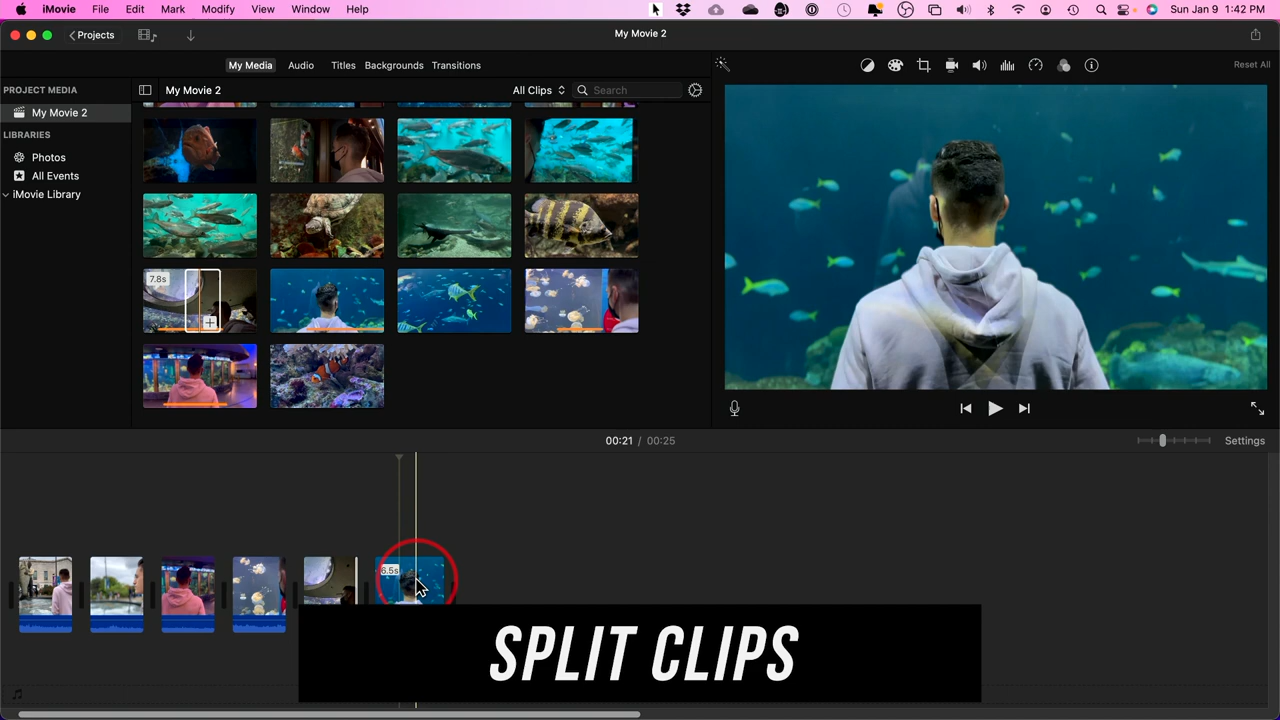 iMovie File Edit Mark Modify View Window Help Sun Jan 9 1:42 PM
Projects My Movie 2
My Media Audio Titles Backgrounds Transitions Reset All
PROJECT MEDIA My Movie 2 All Clips Search
My Movie 2
LIBRARIES
Photos
All Events
iMovie Library
7.8s
00:21 / 00:25 Settings
6.5s
SPLIT CLIPS